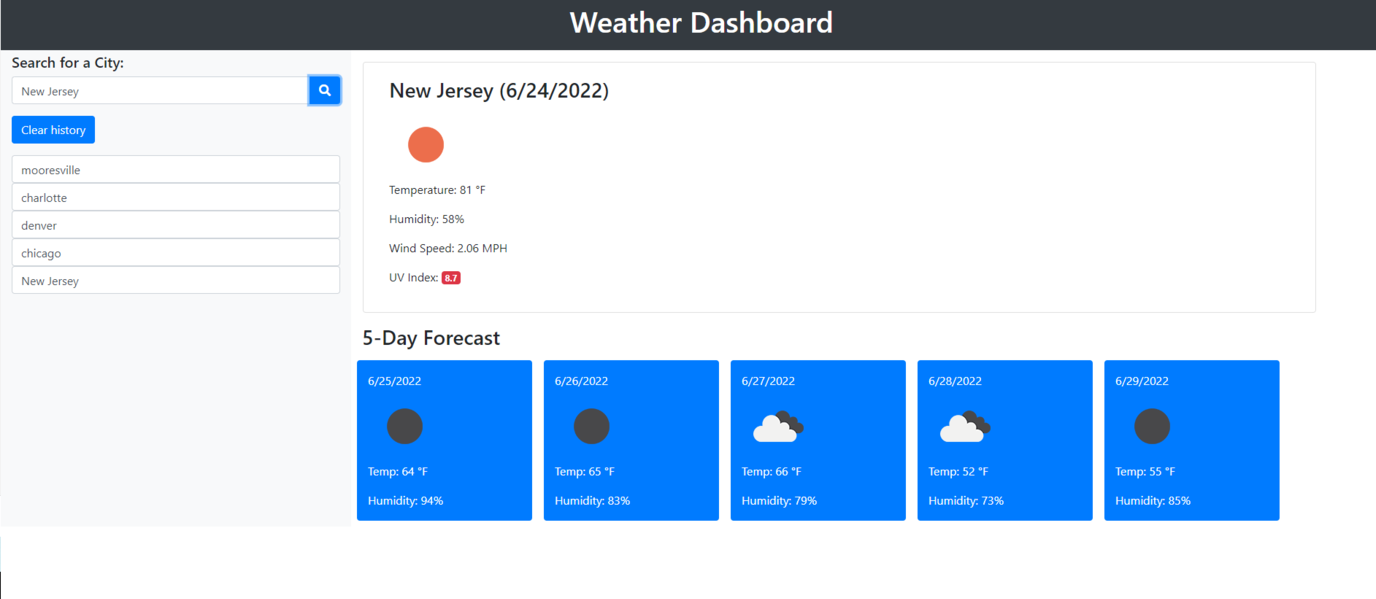 Weather Dashboard
Search for a City:
New Jersey
Clear history
mooresville
charlotte
denver
chicago
New Jersey
New Jersey (6/24/2022)
Temperature: 81 °F
Humidity: 58%
Wind Speed: 2.06 MPH
UV Index: 8.7
5-Day Forecast
6/25/2022
Temp: 64 °F
Humidity: 94%
6/26/2022
Temp: 65 °F
Humidity: 83%
6/27/2022
Temp: 66 °F
Humidity: 79%
6/28/2022
Temp: 52 °F
Humidity: 73%
6/29/2022
Temp: 55 °F
Humidity: 85%